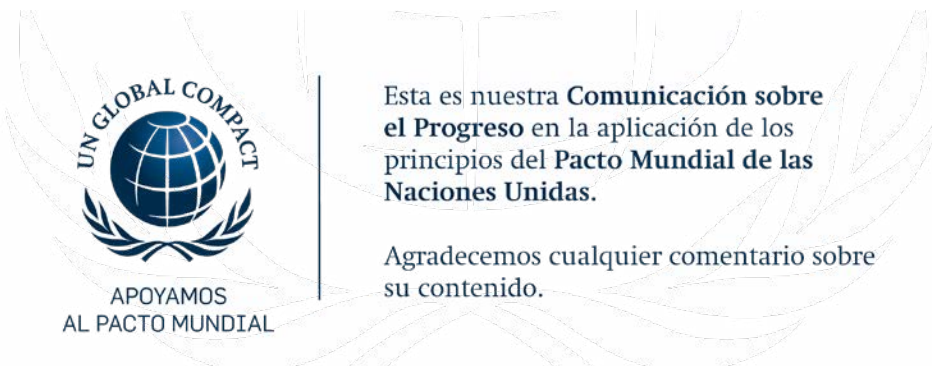 UN GLOBAL COMPACT
APOYAMOS
AL PACTO MUNDIAL
Esta es nuestra Comunicación sobre
el Progreso en la aplicación de los
principios del Pacto Mundial de las
Naciones Unidas.
Agradecemos cualquier comentario sobre
su contenido.